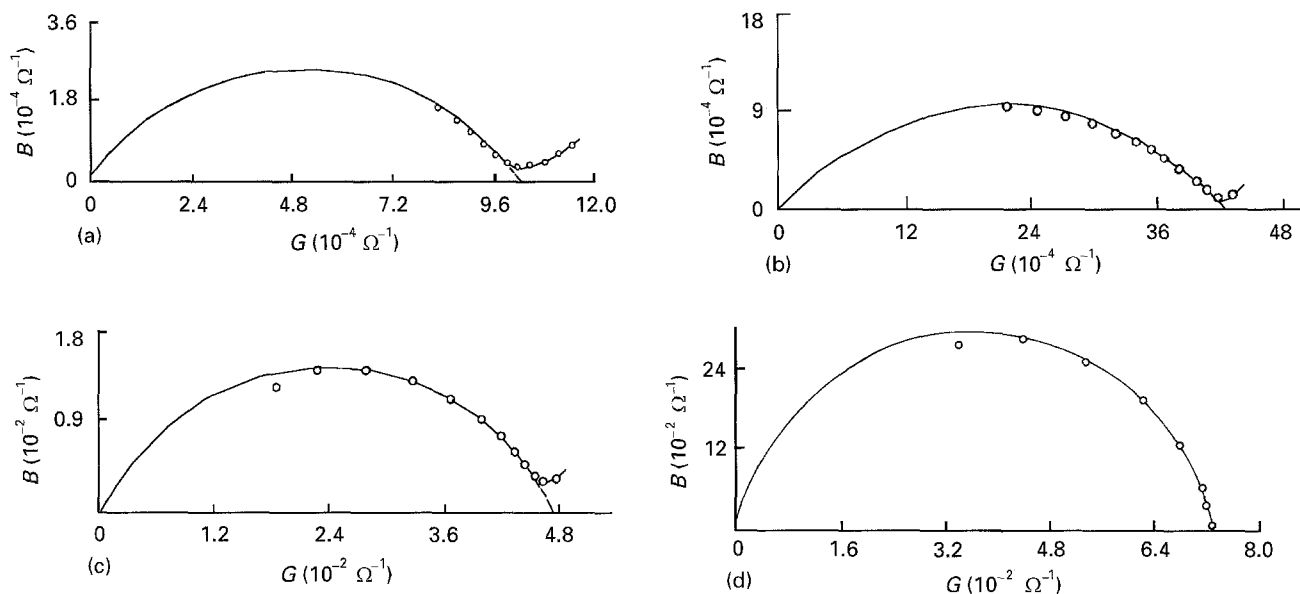 3.6
1.8
0
B (10⁻⁴ Ω⁻¹)
0 2.4 4.8 7.2 9.6 12.0
(a)
G (10⁻⁴ Ω⁻¹)
18
9
0
B (10⁻⁴ Ω⁻¹)
0 12 24 36 48
(b)
G (10⁻⁴ Ω⁻¹)
1.8
0.9
B (10⁻² Ω⁻¹)
0 1.2 2.4 3.6 4.8
(c)
G (10⁻² Ω⁻¹)
24
12
B (10⁻² Ω⁻¹)
0 1.6 3.2 4.8 6.4 8.0
(d)
G (10⁻² Ω⁻¹)